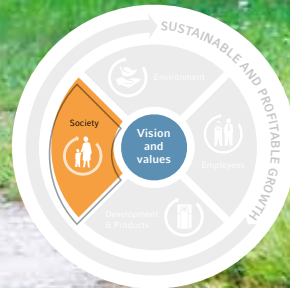 SUSTAINABLE AND PROFITABLE GROWTH
Environment
Society
Vision
and
values
Employees
Development
& Products